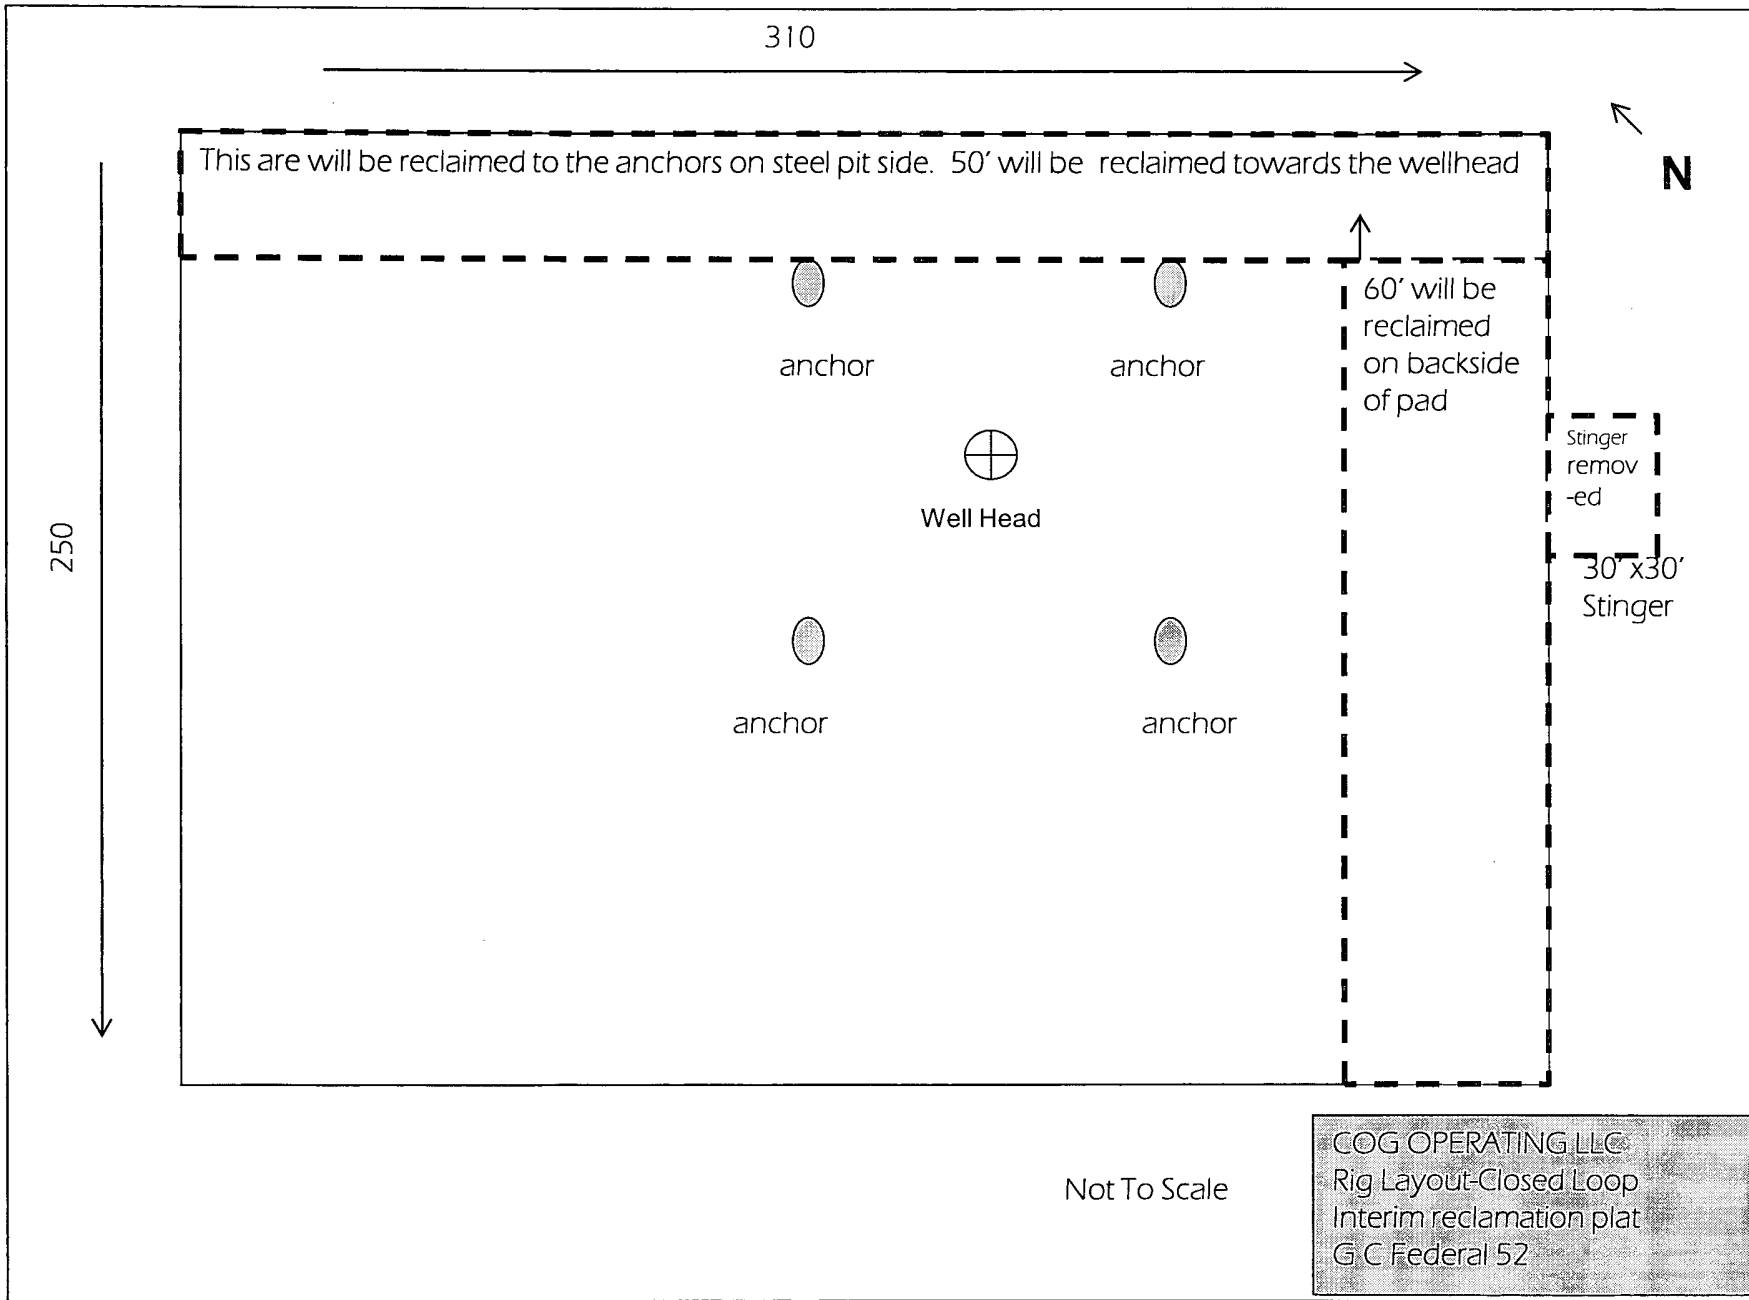 310
N
This are will be reclaimed to the anchors on steel pit side. 50' will be reclaimed towards the wellhead
60' will be
reclaimed
on backside
of pad
anchor
anchor
Stinger
remov
-ed
Well Head
250
30'x30'
Stinger
anchor
anchor
Not To Scale
COG OPERATING LLC
Rig Layout-Closed Loop
Interim reclamation plat
G C Federal 52